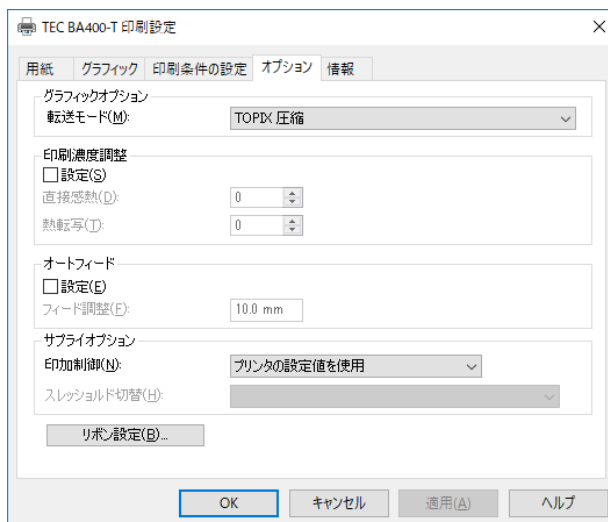 TEC BA400-T 印刷設定
用紙 グラフィック 印刷条件の設定 オプション 情報
グラフィックオプション
転送モード(M): TOPIX 圧縮
印刷濃度調整
設定(S)
直接感熱(D): 0
熱転写(T): 0
オートフィード
設定(E)
フィード調整(F): 10.0 mm
サプライオプション
印加制御(N): プリンタの設定値を使用
スレッショルド切替(H):
リボン設定(B)...
OK キャンセル 適用(A) ヘルプ